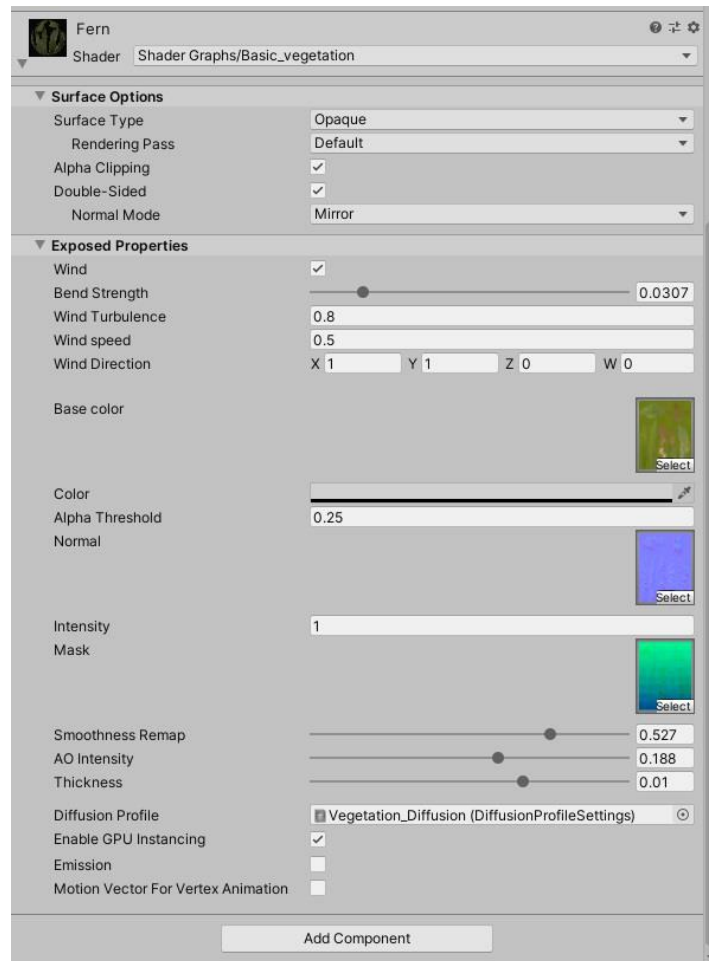 Fern
Shader Shader Graphs/Basic_vegetation
Surface Options
Surface Type Opaque
Rendering Pass Default
Alpha Clipping
Double-Sided
Normal Mode Mirror
Exposed Properties
Wind
Bend Strength 0.0307
Wind Turbulence 0.8
Wind speed 0.5
Wind Direction X 1 Y 1 Z 0 W 0
Base color
Select
Color
Alpha Threshold 0.25
Normal
Select
Intensity 1
Mask
Select
Smoothness Remap 0.527
AO Intensity 0.188
Thickness 0.01
Diffusion Profile Vegetation_Diffusion (DiffusionProfileSettings)
Enable GPU Instancing
Emission
Motion Vector For Vertex Animation
Add Component